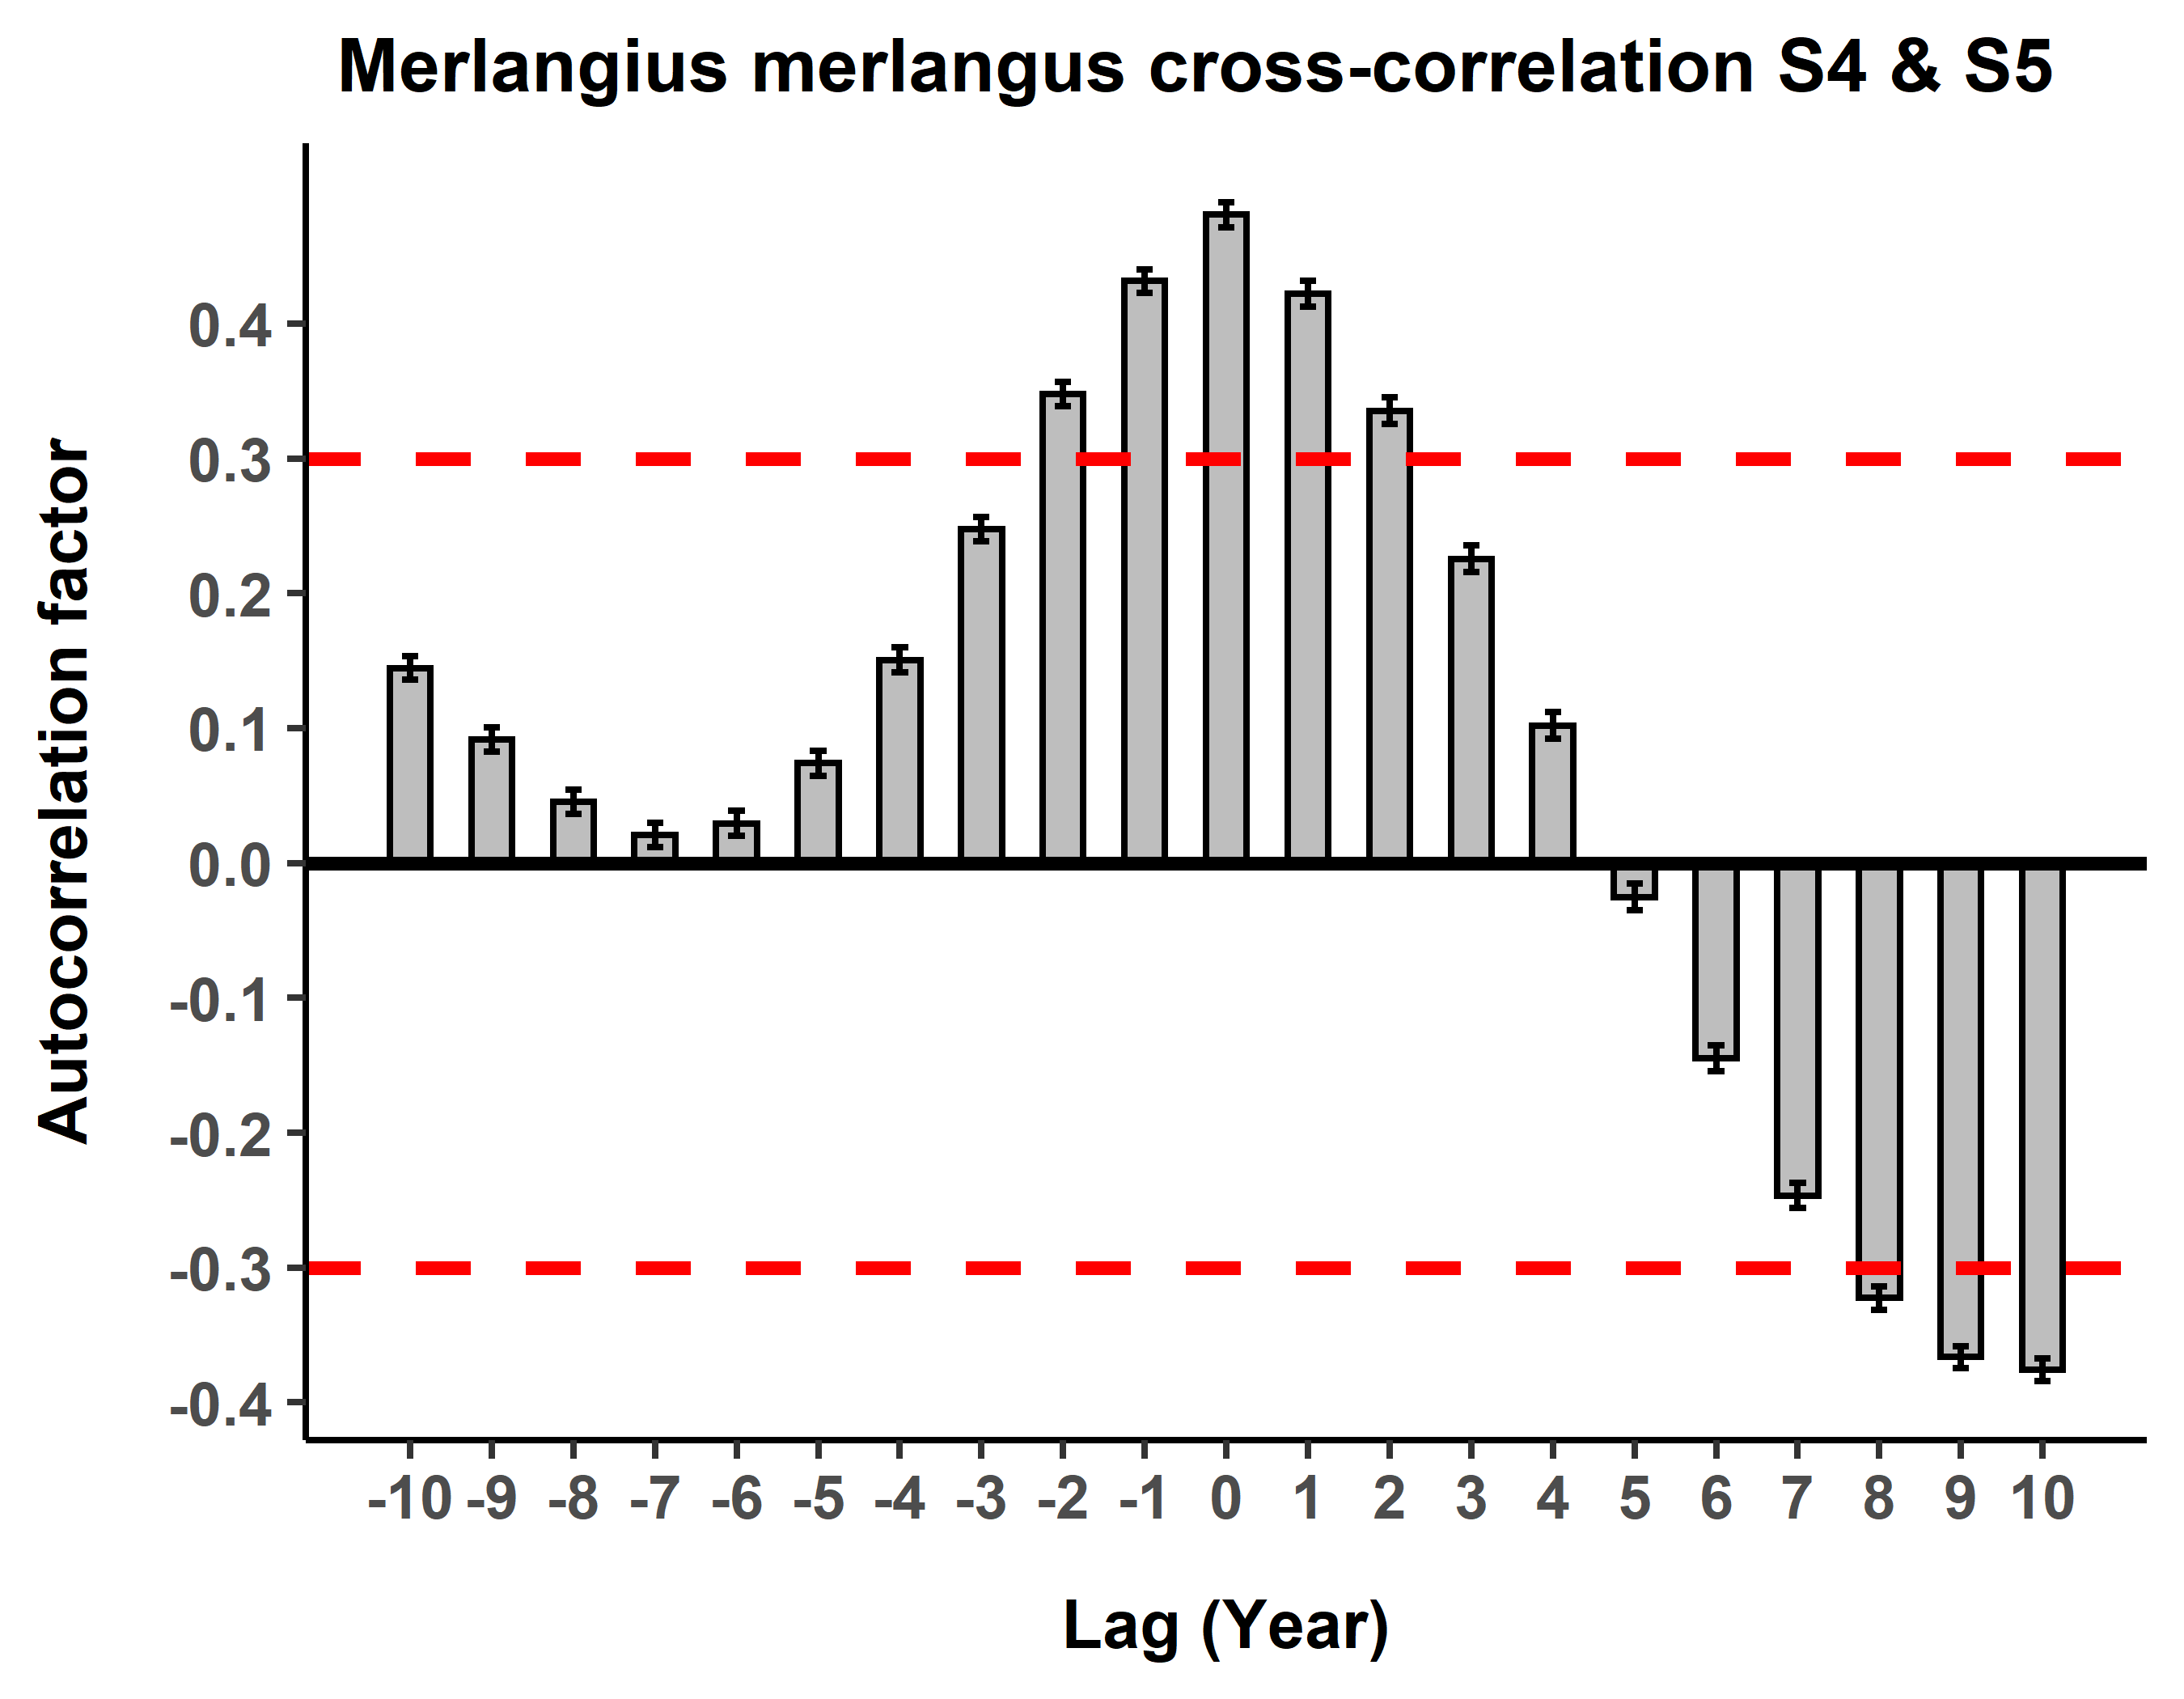 Merlangius merlangus cross-correlation S4 & S5
Autocorrelation factor
0.4
0.3
0.2
0.1
0.0
-0.1
-0.2
-0.3
-0.4
-10 -9 -8 -7 -6 -5 -4 -3 -2 -1 0 1 2 3 4 5 6 7 8 9 10
Lag (Year)